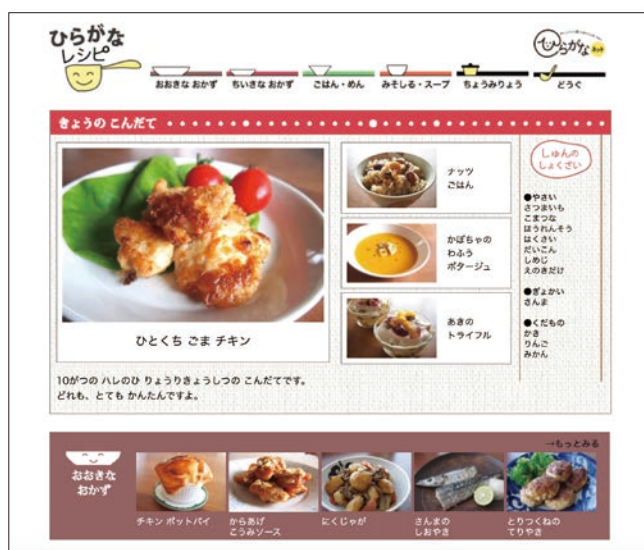 ひらがな
レシピ
ひらがな
ネット
おおきな おかず
ちいさな おかず
ごはん・めん
みそしる・スープ
ちょうみりょう
どうぐ
きょうの こんだて
ひとくち ごま チキン
ナッツ
ごはん
かぼちゃの
わふう
ポタージュ
あきの
トライフル
しゅんの
しょくざい
●やさい
さつまいも
こまつな
ほうれんそう
はくさい
だいこん
しめじ
えのきだけ
●ぎょかい
さんま
●くだもの
かき
りんご
みかん
10がつの ハレのひ りょうりきょうしつの こんだてです。
どれも、とても かんたんですよ。
→もっとみる
おおきな
おかず
チキン ポットパイ
からあげ
こうみソース
にくじゃが
さんまの
しおやき
とりつくねの
てりやき